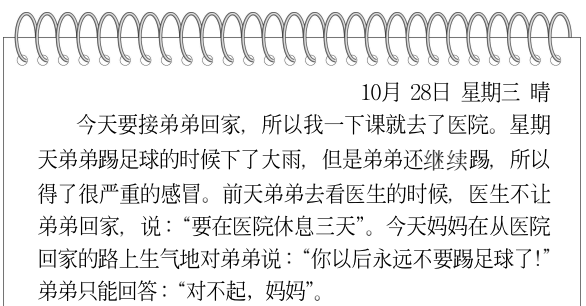 10月 28日 星期三 晴
今天要接弟弟回家，所以我一下课就去了医院。星期
天弟弟踢足球的时候下了大雨，但是弟弟还继续踢，所以
得了很严重的感冒。前天弟弟去看医生的时候，医生不让
弟弟回家，说：“要在医院休息三天”。今天妈妈在从医院
回家的路上生气地对弟弟说：“你以后永远不要踢足球了!”
弟弟只能回答：“对不起，妈妈”。